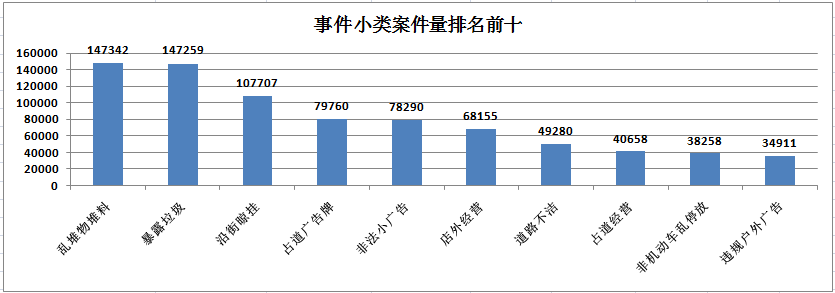 事件小类案件量排名前十
160000
140000
120000
100000
80000
60000
40000
20000
0
147342
147259
107707
79760
78290
68155
49280
40658
38258
34911
乱堆物堆料
暴露垃圾
沿街晾挂
占道广告牌
非法小广告
店外经营
道路不洁
占道经营
非机动车乱停放
违规户外广告